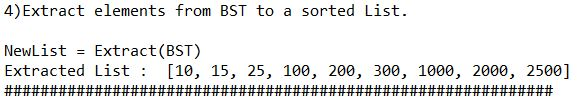 4)Extract elements from BST to a sorted List.
NewList = Extract(BST)
Extracted List :  [10, 15, 25, 100, 200, 300, 1000, 2000, 2500]
#############################################################